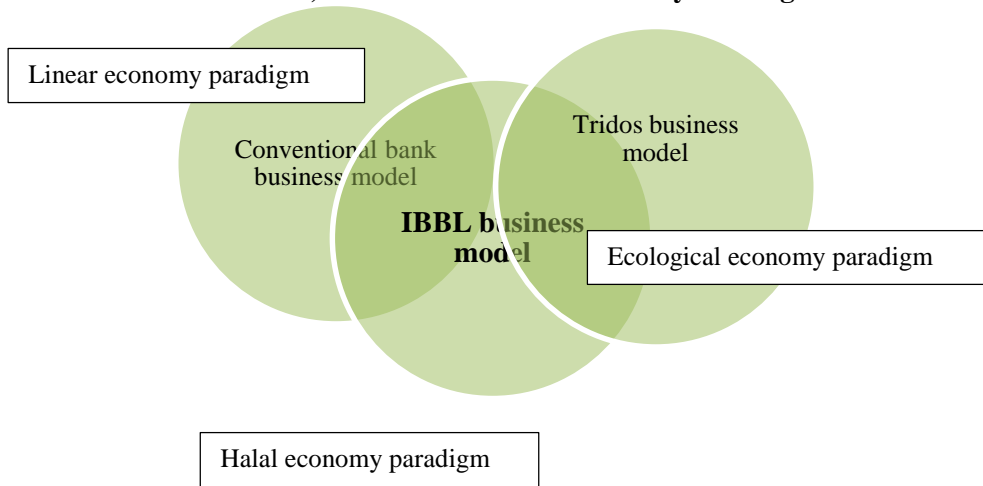 Linear economy paradigm
Tridos business
model
Conventional bank
business model
IBBL business
model
Ecological economy paradigm
Halal economy paradigm